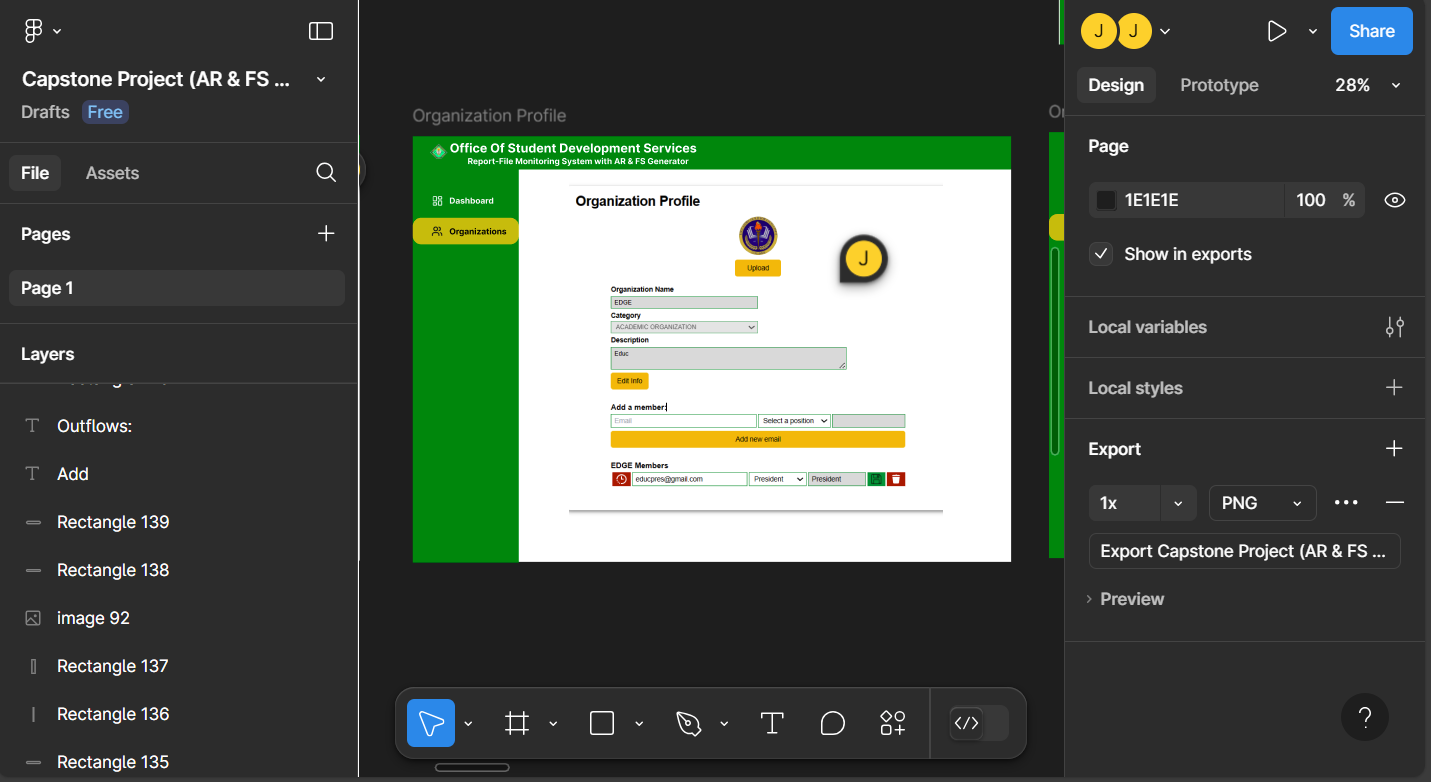 Capstone Project (AR & FS ...
Drafts Free
File Assets
Pages
Page 1
Layers
Outflows:
Add
Rectangle 139
Rectangle 138
image 92
Rectangle 137
Rectangle 136
Rectangle 135
Organization Profile
Office Of Student Development Services
Report-File Monitoring System with AR & FS Generator
Dashboard
Organizations
Organization Profile
Upload
J
Organization Name
EDGE
Category
ACADEMIC ORGANIZATION
Description
Educ
Edit Info
Add a member:
Email Select a position
Add new email
EDGE Members
educpres@gmail.com President President
Or
J J
Share
Design Prototype 28%
Page
1E1E1E 100 %
Show in exports
Local variables
Local styles
Export
1x PNG
Export Capstone Project (AR & FS ...
Preview
?